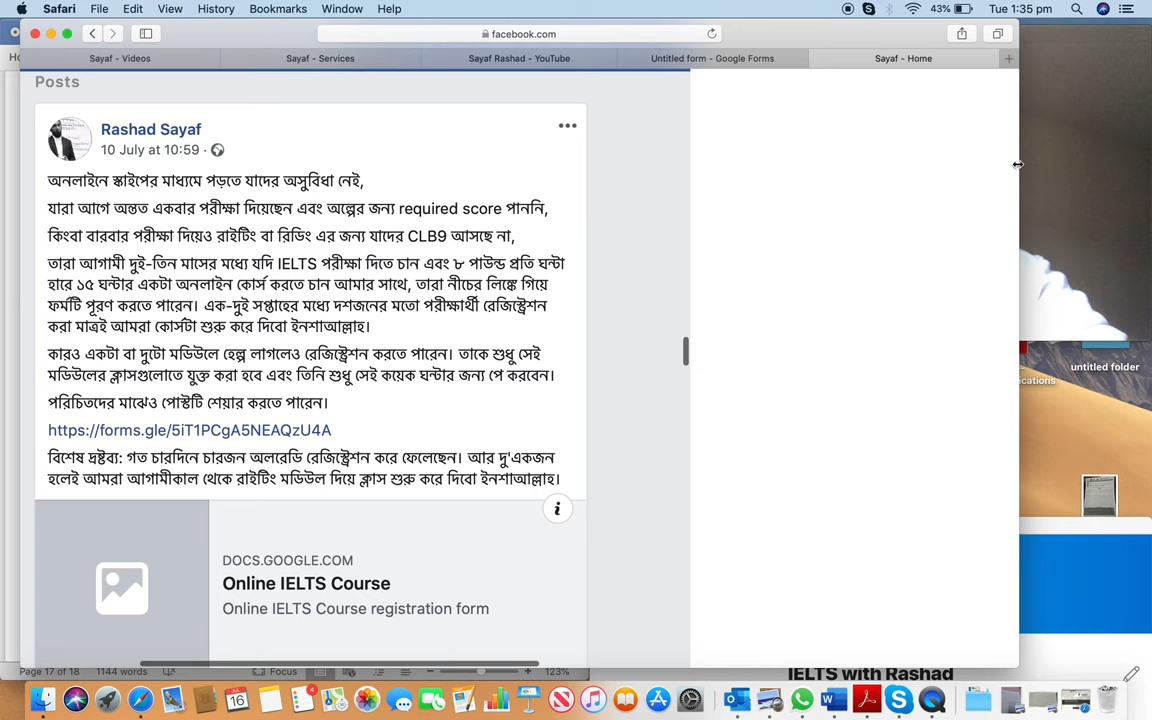 Safari File Edit View History Bookmarks Window Help 43% Tue 1:35 pm
facebook.com
Sayaf - Videos Sayaf - Services Sayaf Rashad - YouTube Untitled form - Google Forms Sayaf - Home
Posts
Rashad Sayaf
10 July at 10:59
অনলাইনে স্কাইপের মাধ্যমে পড়তে যাদের অসুবিধা নেই,
যারা আগে অন্তত একবার পরীক্ষা দিয়েছেন এবং অল্পের জন্য required score পাননি,
কিংবা বারবার পরীক্ষা দিয়েও রাইটিং বা রিডিং এর জন্য যাদের CLB9 আসছে না,
তারা আগামী দুই-তিন মাসের মধ্যে যদি IELTS পরীক্ষা দিতে চান এবং ৮ পাউন্ড প্রতি ঘন্টা
হারে ১৫ ঘন্টার একটা অনলাইন কোর্স করতে চান আমার সাথে, তারা নীচের লিঙ্কে গিয়ে
ফর্মটি পূরণ করতে পারেন। এক-দুই সপ্তাহের মধ্যে দশজনের মতো পরীক্ষার্থী রেজিস্ট্রেশন
করা মাত্রই আমরা কোর্সটা শুরু করে দিবো ইনশাআল্লাহ।
কারও একটা বা দুটো মডিউলে হেল্প লাগলেও রেজিস্ট্রেশন করতে পারেন। তাকে শুধু সেই
মডিউলের ক্লাসগুলোতে যুক্ত করা হবে এবং তিনি শুধু সেই কয়েক ঘন্টার জন্য পে করবেন।
পরিচিতদের মাঝেও পোস্টটি শেয়ার করতে পারেন।
https://forms.gle/5iT1PCgA5NEAQzU4A
বিশেষ দ্রষ্টব্য: গত চারদিনে চারজন অলরেডি রেজিস্ট্রেশন করে ফেলেছেন। আর দু'একজন
হলেই আমরা আগামীকাল থেকে রাইটিং মডিউল দিয়ে ক্লাস শুরু করে দিবো ইনশাআল্লাহ।
DOCS.GOOGLE.COM
Online IELTS Course
Online IELTS Course registration form
untitled folder
Page 17 of 18 1144 words Focus 123%
IELTS with Rashad